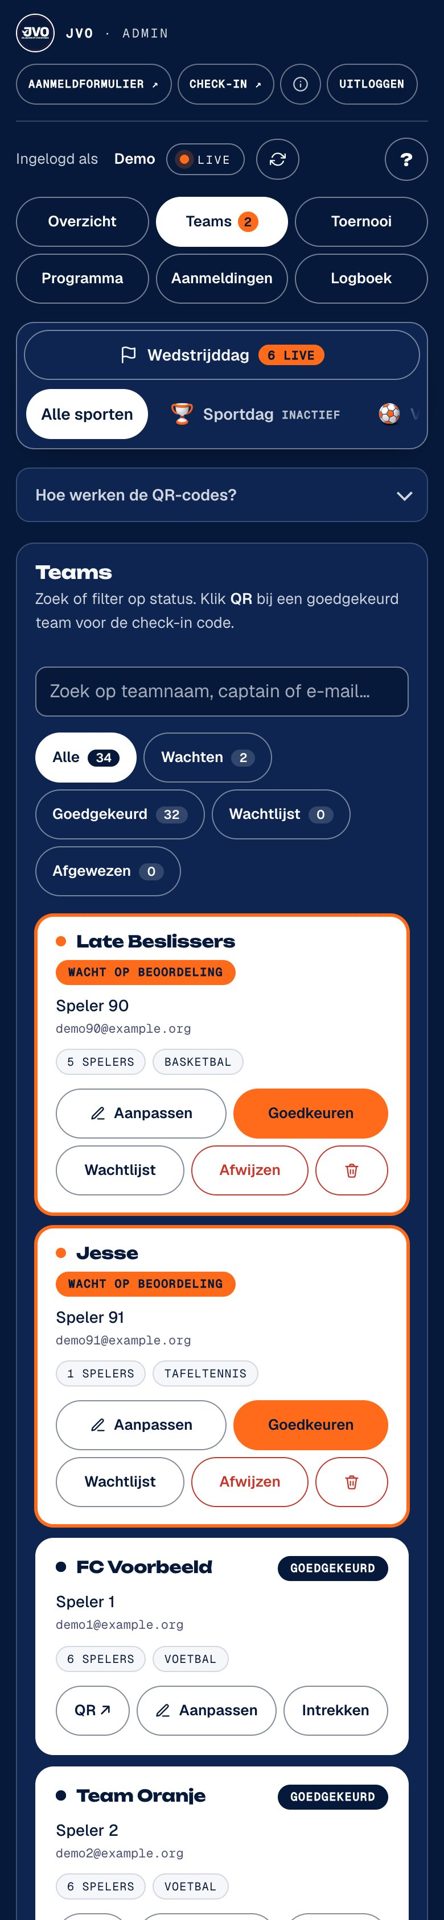 JVO
JVO · ADMIN
AANMELDFORMULIER ↗ CHECK-IN ↗ UITLOGGEN
Ingelogd als Demo LIVE ?
Overzicht Teams 2 Toernooi
Programma Aanmeldingen Logboek
Wedstrijddag 6 LIVE
Alle sporten Sportdag INACTIEF
Hoe werken de QR-codes?
Teams
Zoek of filter op status. Klik QR bij een goedgekeurd
team voor de check-in code.
Zoek op teamnaam, captain of e-mail...
Alle 34 Wachten 2
Goedgekeurd 32 Wachtlijst 0
Afgewezen 0
Late Beslissers
WACHT OP BEOORDELING
Speler 90
demo90@example.org
5 SPELERS BASKETBAL
Aanpassen Goedkeuren
Wachtlijst Afwijzen
Jesse
WACHT OP BEOORDELING
Speler 91
demo91@example.org
1 SPELERS TAFELTENNIS
Aanpassen Goedkeuren
Wachtlijst Afwijzen
FC Voorbeeld GOEDGEKEURD
Speler 1
demo1@example.org
6 SPELERS VOETBAL
QR ↗ Aanpassen Intrekken
Team Oranje GOEDGEKEURD
Speler 2
demo2@example.org
6 SPELERS VOETBAL